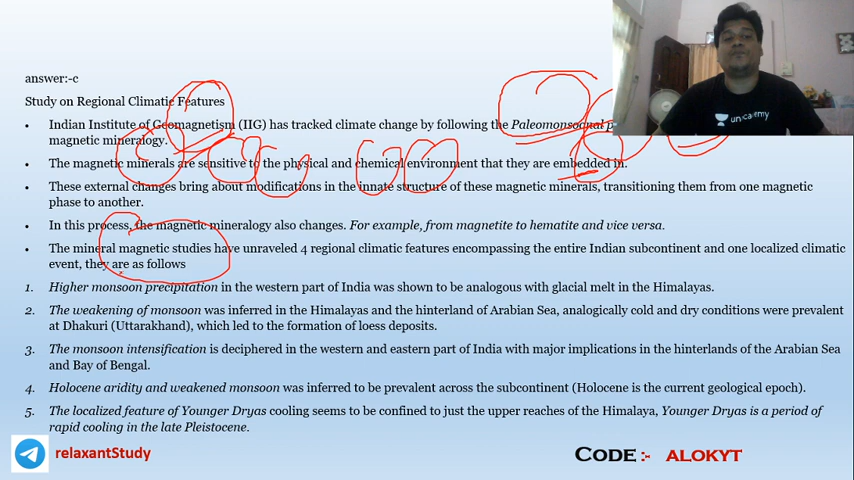 answer:-c
Study on Regional Climatic Features
• Indian Institute of Geomagnetism (IIG) has tracked climate change by following the Paleomonsoonal
magnetic mineralogy.
• The magnetic minerals are sensitive to the physical and chemical environment that they are embedded in.
• These external changes bring about modifications in the innate structure of these magnetic minerals, transitioning them from one magnetic
phase to another.
• In this process, the magnetic mineralogy also changes. For example, from magnetite to hematite and vice versa.
• The mineral magnetic studies have unraveled 4 regional climatic features encompassing the entire Indian subcontinent and one localized climatic
event, they are as follows
1. Higher monsoon precipitation in the western part of India was shown to be analogous with glacial melt in the Himalayas.
2. The weakening of monsoon was inferred in the Himalayas and the hinterland of Arabian Sea, analogically cold and dry conditions were prevalent
at Dhakuri (Uttarakhand), which led to the formation of loess deposits.
3. The monsoon intensification is deciphered in the western and eastern part of India with major implications in the hinterlands of the Arabian Sea
and Bay of Bengal.
4. Holocene aridity and weakened monsoon was inferred to be prevalent across the subcontinent (Holocene is the current geological epoch).
5. The localized feature of Younger Dryas cooling seems to be confined to just the upper reaches of the Himalaya, Younger Dryas is a period of
rapid cooling in the late Pleistocene.
unacademy
relaxantStudy
CODE :- ALOKYT